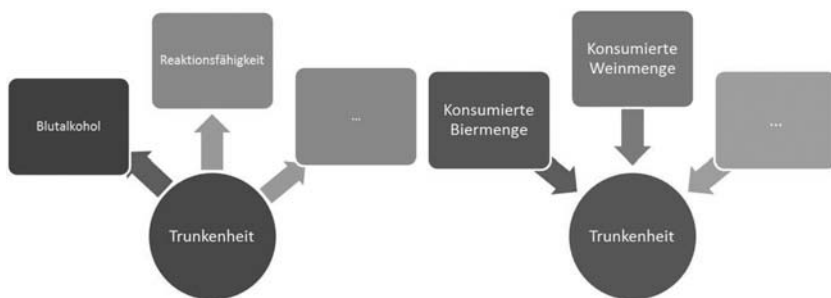 Reaktionsfähigkeit
Blutalkohol
...
Trunkenheit
Konsumierte
Weinmenge
Konsumierte
Biermenge
...
Trunkenheit